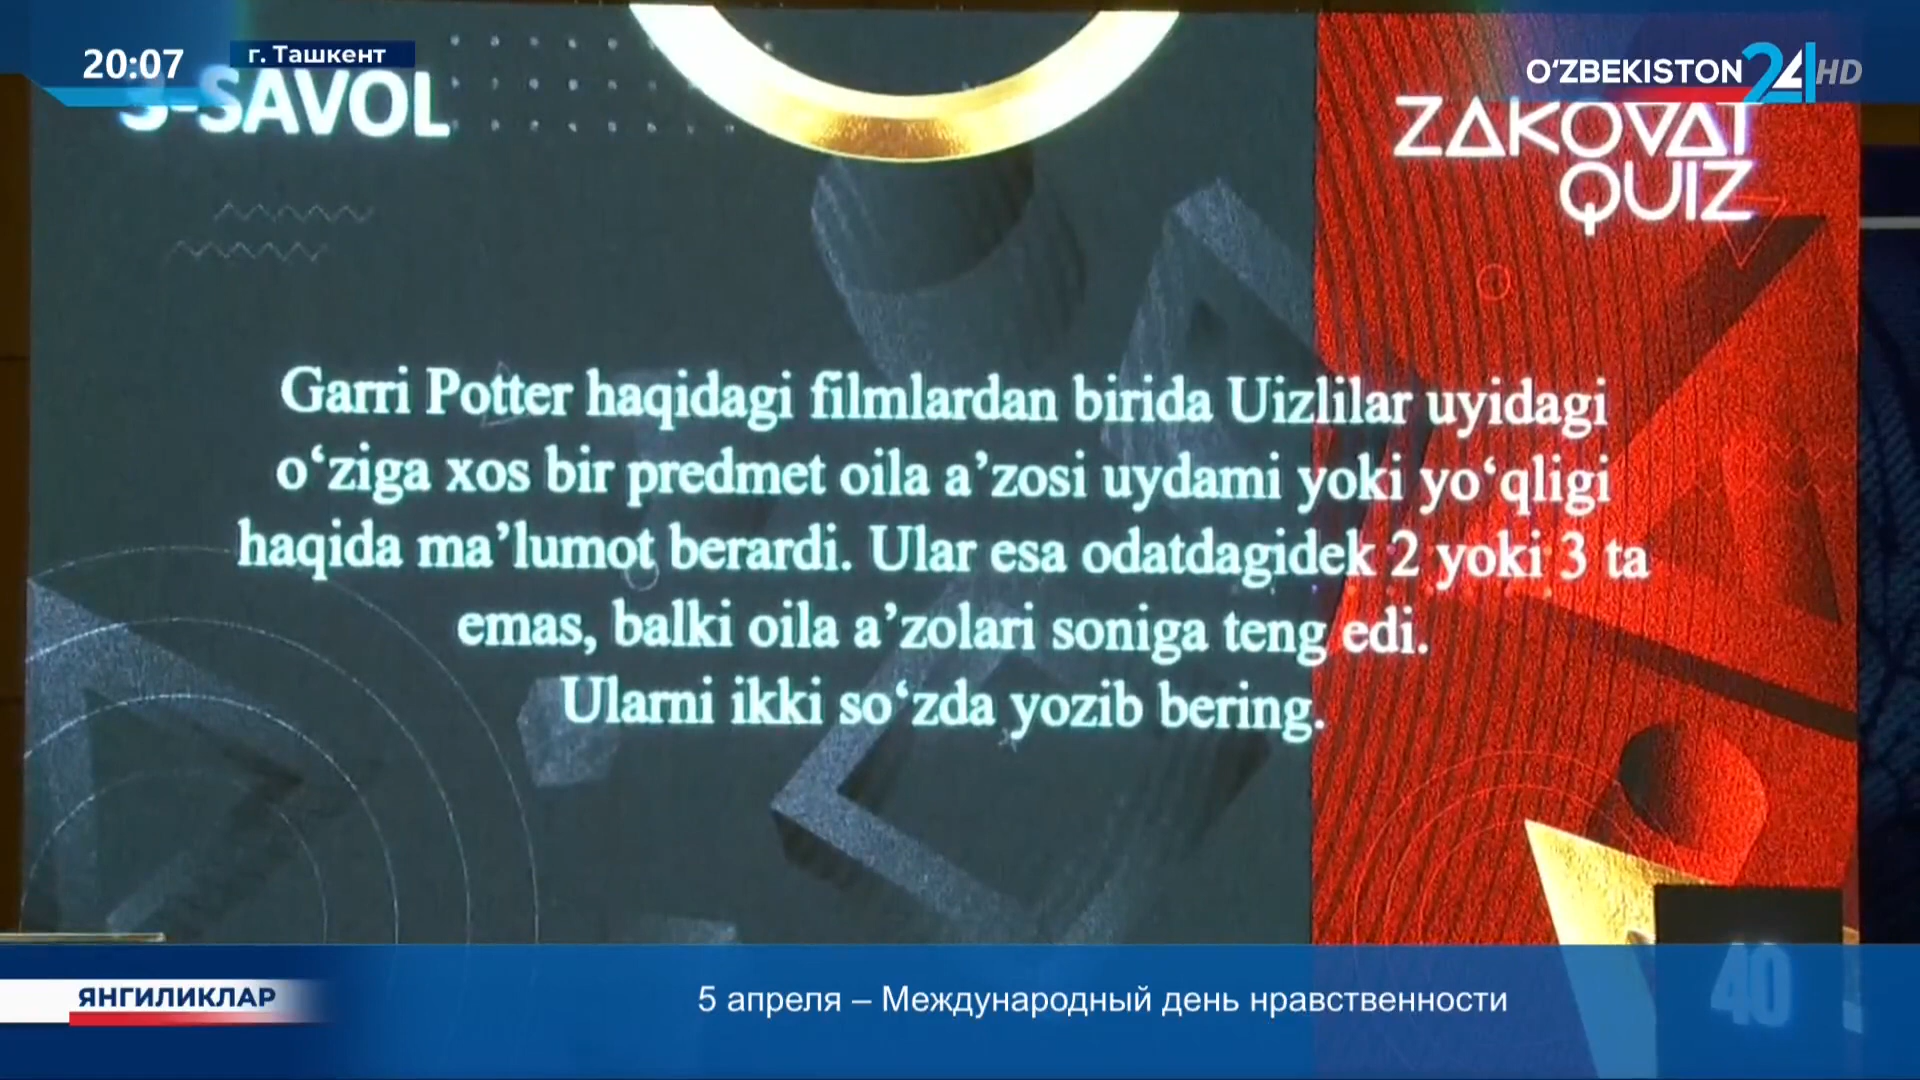 20:07
г. Ташкент
O‘ZBEKISTON 24 HD
3-SAVOL
ZAKOVAT
QUIZ
Garri Potter haqidagi filmlardan birida Uizlilar uyidagi
o‘ziga xos bir predmet oila a’zosi uydami yoki yo‘qligi
haqida ma’lumot berardi. Ular esa odatdagidek 2 yoki 3 ta
emas, balki oila a’zolari soniga teng edi.
Ularni ikki so‘zda yozib bering.
40
ЯНГИЛИКЛАР
5 апреля – Международный день нравственности